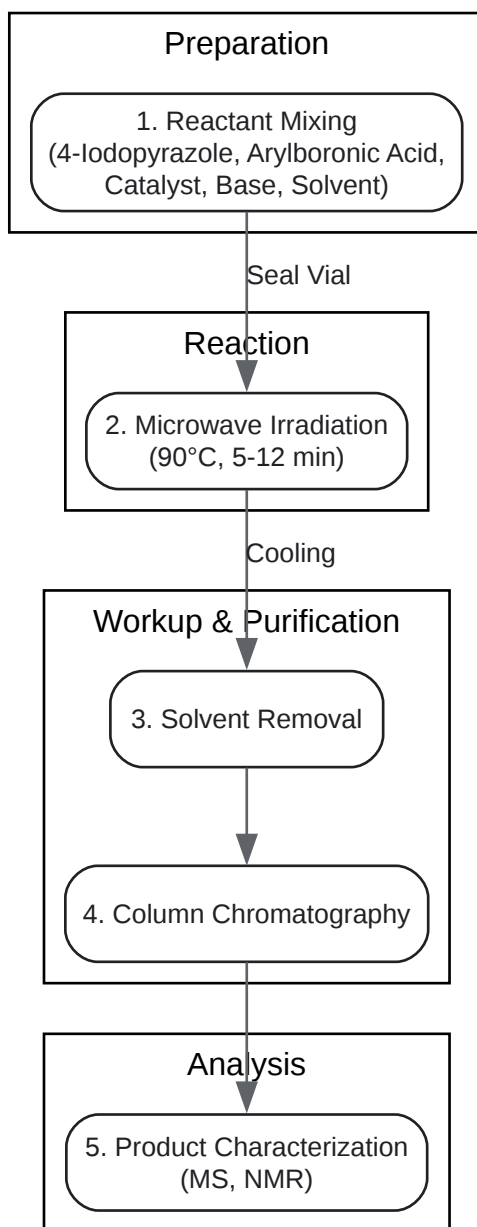 Preparation
1. Reactant Mixing
(4-Iodopyrazole, Arylboronic Acid,
Catalyst, Base, Solvent)
Seal Vial
Reaction
2. Microwave Irradiation
(90°C, 5-12 min)
Cooling
Workup & Purification
3. Solvent Removal
4. Column Chromatography
Analysis
5. Product Characterization
(MS, NMR)